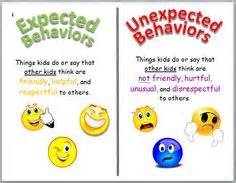 Expected
Behaviors
Things kids do or say that
other kids think are
friendly, helpful, and
respectful to others.
Unexpected
Behaviors
Things kids do or say that
other kids think are
not friendly, hurtful,
unusual, and disrespectful
to others.